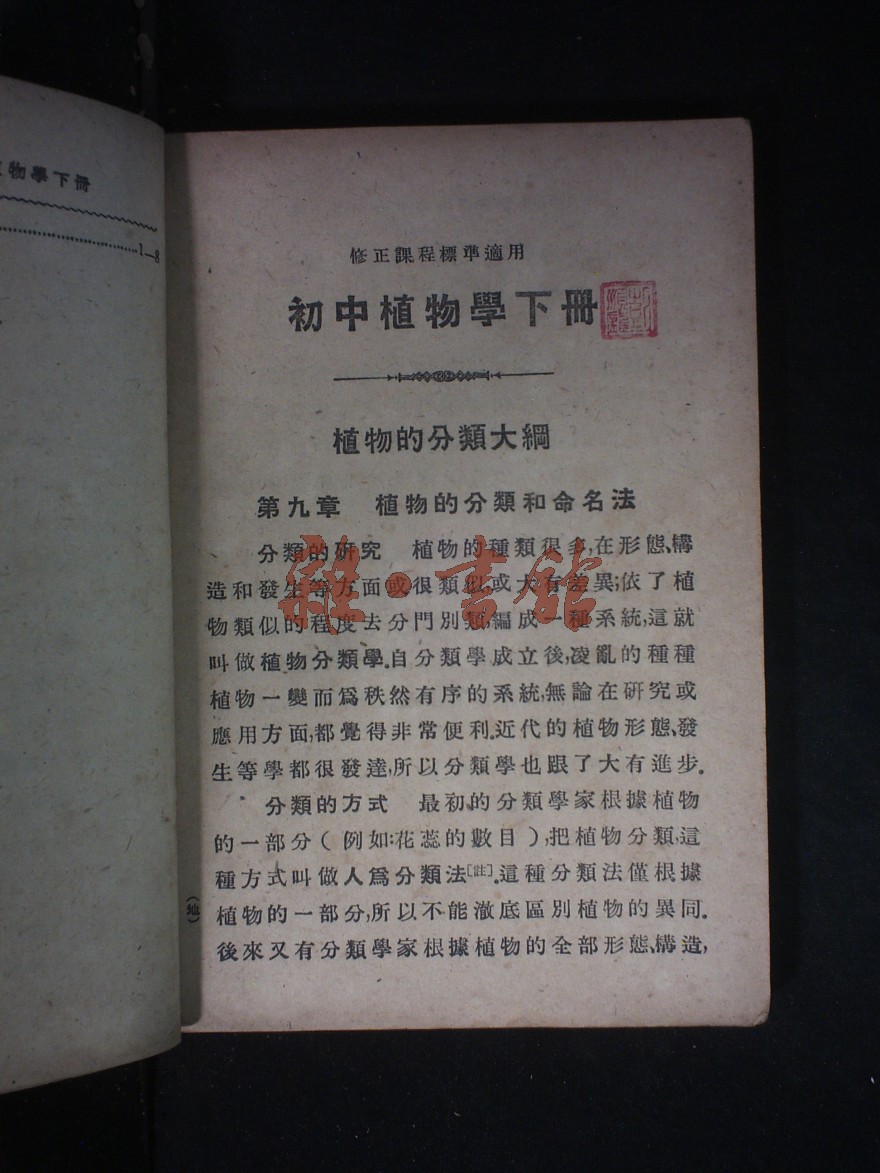 物學下冊
1—8
修正課程標準適用
初中植物學下冊
植物的分類大綱
第九章 植物的分類和命名法
分類的硏究 植物的種類很多,在形態、構
造和發生等方面或很類似,或大有差異;依了植
物類似的程度去分門別類,編成一種系統,這就
叫做植物分類學.自分類學成立後,凌亂的種種
植物一變而爲秩然有序的系統,無論在硏究或
應用方面,都覺得非常便利.近代的植物形態、發
生等學都很發達,所以分類學也跟了大有進步.
分類的方式 最初的分類學家根據植物
的一部分(例如:花蕊的數目),把植物分類,這
種方式叫做人爲分類法[註].這種分類法僅根據
植物的一部分,所以不能澈底區別植物的異同.
後來又有分類學家根據植物的全部形態、構造,
雜·書館